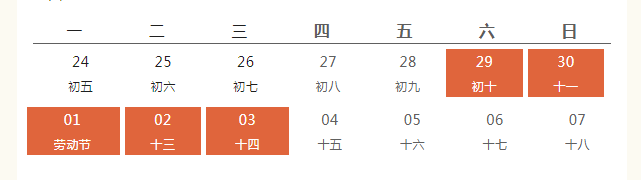 一 二 三 四 五 六 日
24 25 26 27 28 29 30
初五 初六 初七 初八 初九 初十 十一
01 02 03 04 05 06 07
劳动节 十三 十四 十五 十六 十七 十八